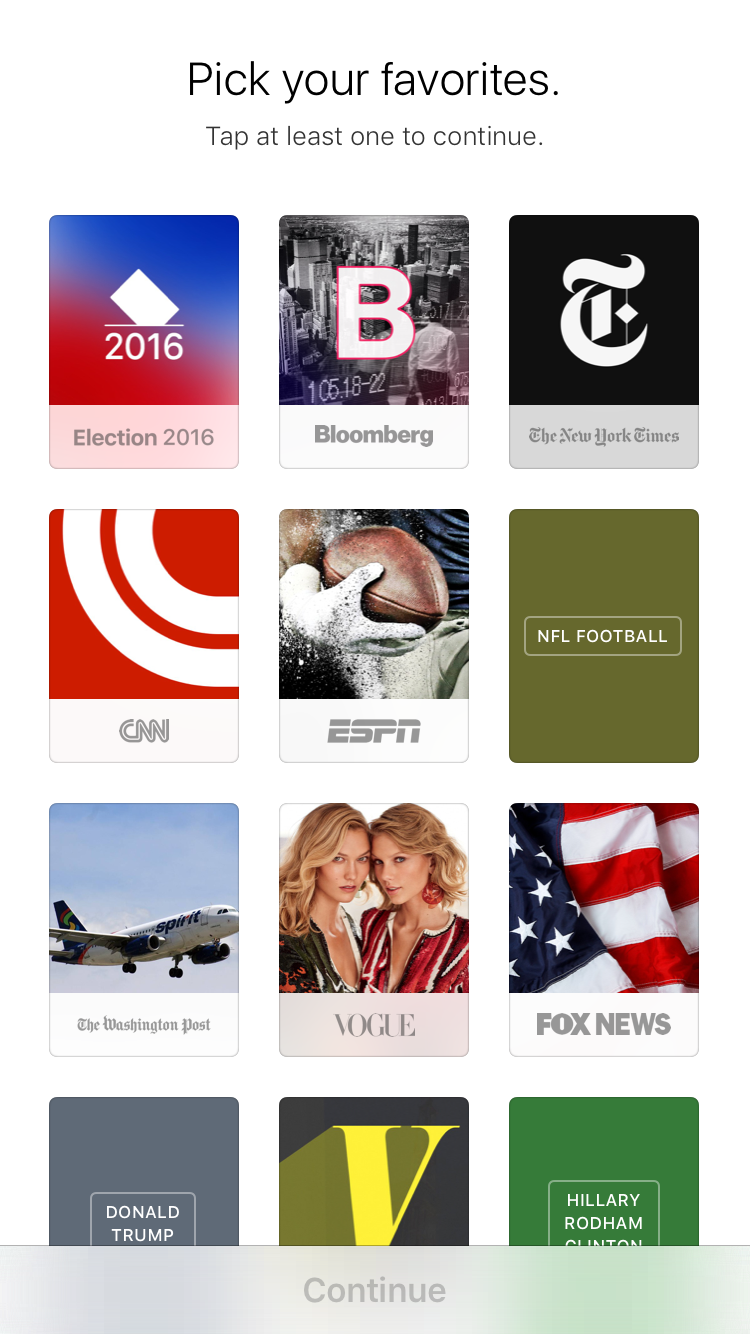 Pick your favorites.
Tap at least one to continue.
2016
Election 2016
B
105.18-22
Bloomberg
T
The New York Times
CNN
ESPN
NFL FOOTBALL
spirit
The Washington Post
VOGUE
FOX NEWS
DONALD
TRUMP
V
HILLARY
RODHAM
CLINTON
Continue